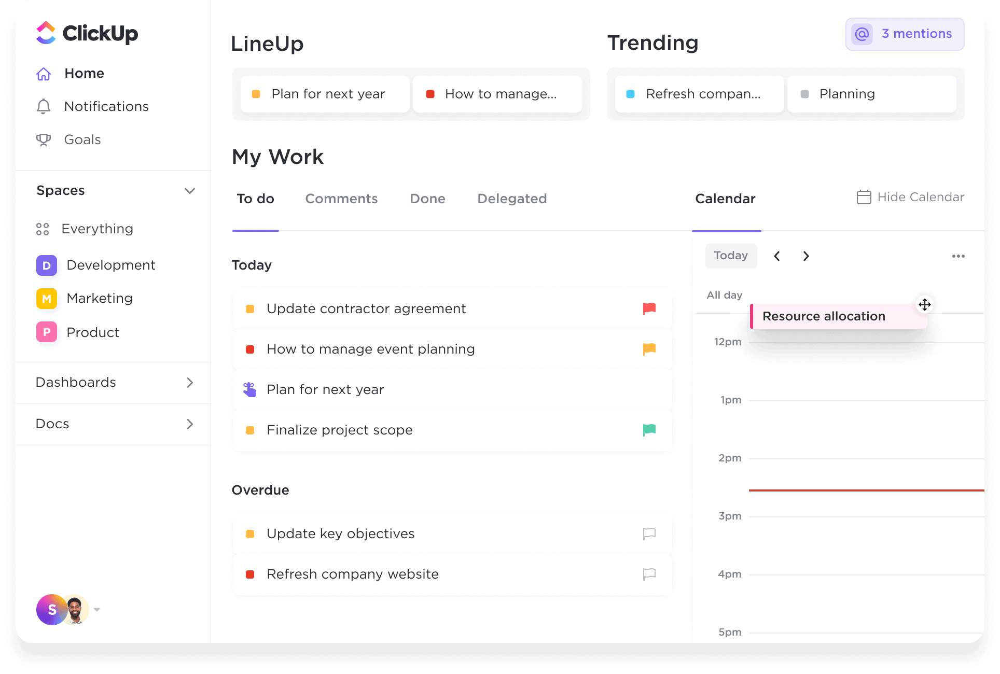 ClickUp
Home
Notifications
Goals
Spaces
Everything
D Development
M Marketing
P Product
Dashboards
Docs
S
LineUp
Plan for next year
How to manage...
Trending
@ 3 mentions
Refresh compan...
Planning
My Work
To do Comments Done Delegated
Calendar
Hide Calendar
Today
Update contractor agreement
How to manage event planning
Plan for next year
Finalize project scope
Overdue
Update key objectives
Refresh company website
Today
All day
Resource allocation
12pm
1pm
2pm
3pm
4pm
5pm